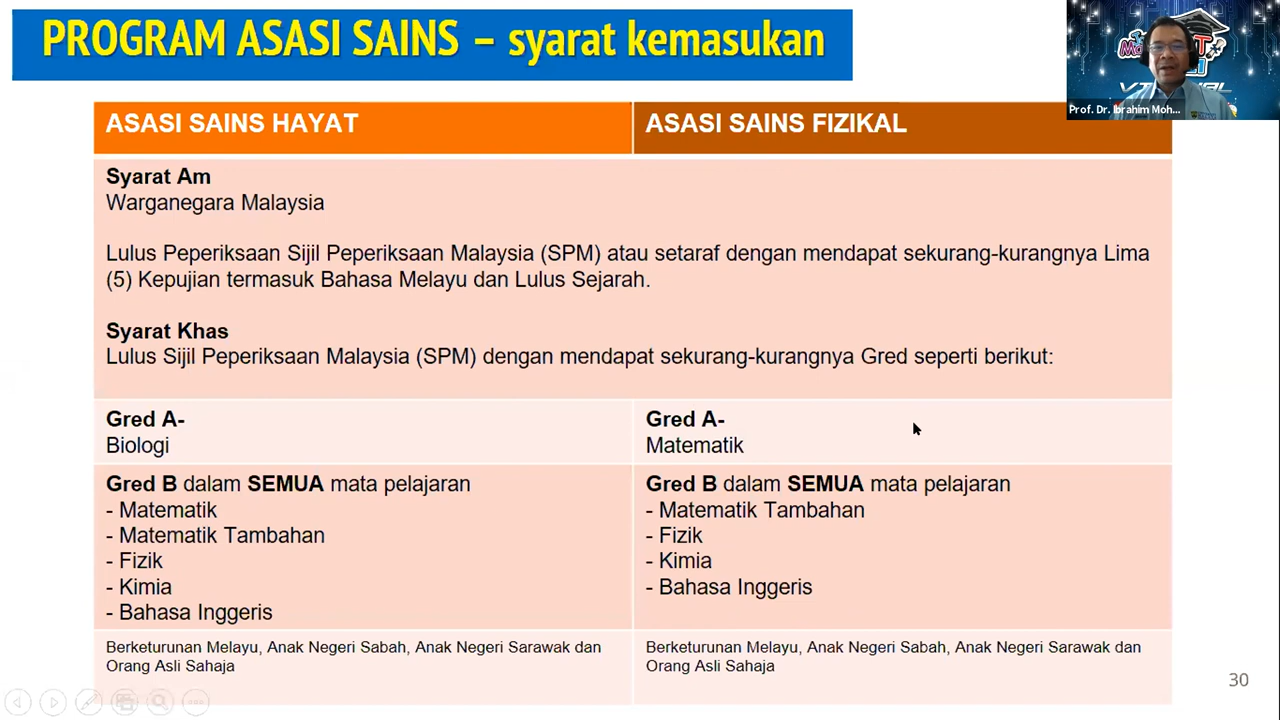 PROGRAM ASASI SAINS – syarat kemasukan
Prof. Dr. Ibrahim Moh...
ASASI SAINS HAYAT
ASASI SAINS FIZIKAL
Syarat Am
Warganegara Malaysia
Lulus Peperiksaan Sijil Peperiksaan Malaysia (SPM) atau setaraf dengan mendapat sekurang-kurangnya Lima
(5) Kepujian termasuk Bahasa Melayu dan Lulus Sejarah.
Syarat Khas
Lulus Sijil Peperiksaan Malaysia (SPM) dengan mendapat sekurang-kurangnya Gred seperti berikut:
Gred A-
Biologi
Gred A-
Matematik
Gred B dalam SEMUA mata pelajaran
- Matematik
- Matematik Tambahan
- Fizik
- Kimia
- Bahasa Inggeris
Gred B dalam SEMUA mata pelajaran
- Matematik Tambahan
- Fizik
- Kimia
- Bahasa Inggeris
Berketurunan Melayu, Anak Negeri Sabah, Anak Negeri Sarawak dan
Orang Asli Sahaja
Berketurunan Melayu, Anak Negeri Sabah, Anak Negeri Sarawak dan
Orang Asli Sahaja
30